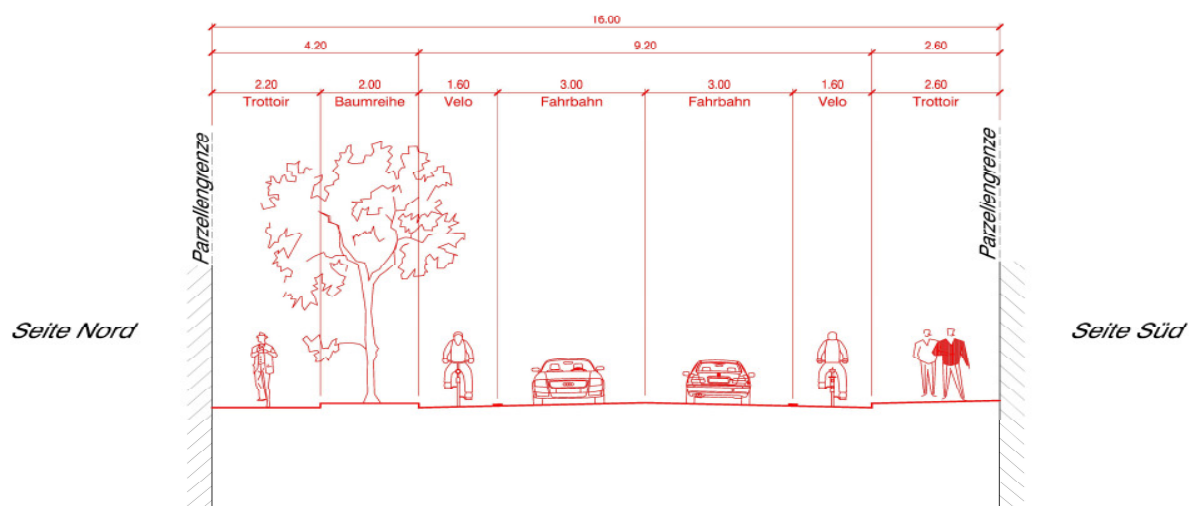 16.00
4.20 9.20 2.60
2.20 2.00 1.60 3.00 3.00 1.60 2.60
Trottoir Baumreihe Velo Fahrbahn Fahrbahn Velo Trottoir
Parzellengrenze
Parzellengrenze
Seite Nord
Seite Süd